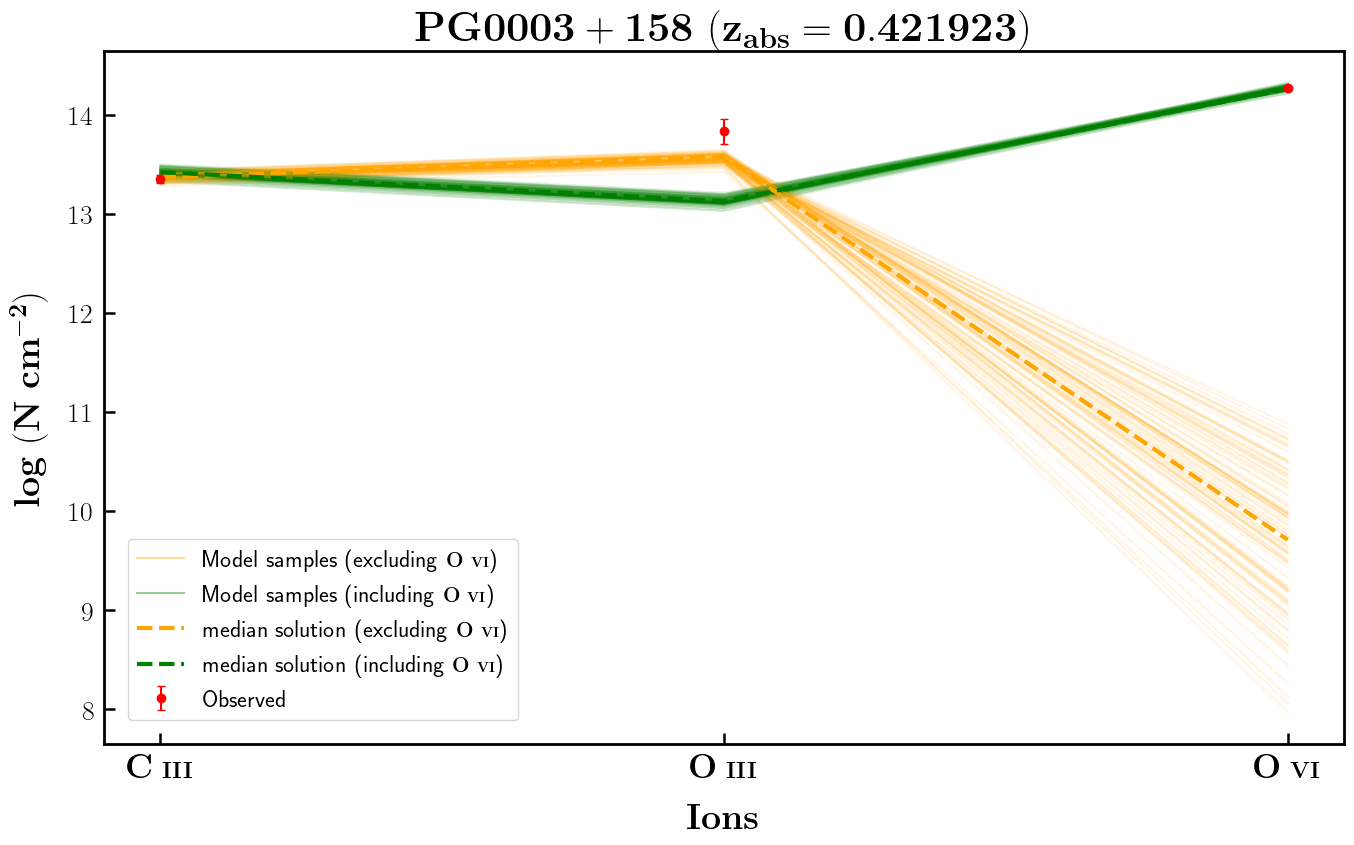 PG0003 + 158 (z_abs = 0.421923)
log (N cm⁻²)
14
13
12
11
10
9
8
Model samples (excluding O VI)
Model samples (including O VI)
median solution (excluding O VI)
median solution (including O VI)
Observed
C III O III O VI
Ions